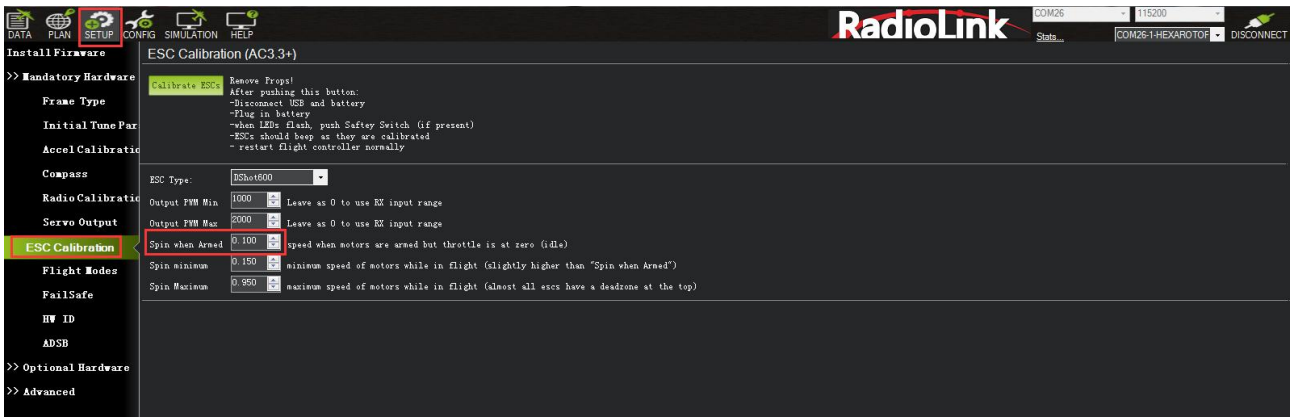 DATA PLAN SETUP CONFIG SIMULATION HELP
RadioLink
COM26 115200
Stats... COM26-1-HEXAROTOF DISCONNECT
Install Firmware
>> Mandatory Hardware
Frame Type
Initial Tune Par
Accel Calibratio
Compass
Radio Calibratio
Servo Output
ESC Calibration
Flight Modes
FailSafe
HW ID
ADSB
>> Optional Hardware
>> Advanced
ESC Calibration (AC3.3+)
Calibrate ESCs
Remove Props!
After pushing this button:
-Disconnect USB and battery
-Plug in battery
-when LEDs flash, push Saftey Switch (if present)
-ESCs should beep as they are calibrated
- restart flight controller normally
ESC Type: DShot600
Output PWM Min 1000 Leave as 0 to use RX input range
Output PWM Max 2000 Leave as 0 to use RX input range
Spin when Armed 0.100 speed when motors are armed but throttle is at zero (idle)
Spin minimum 0.150 minimum speed of motors while in flight (slightly higher than "Spin when Armed")
Spin Maximum 0.950 maximum speed of motors while in flight (almost all escs have a deadzone at the top)